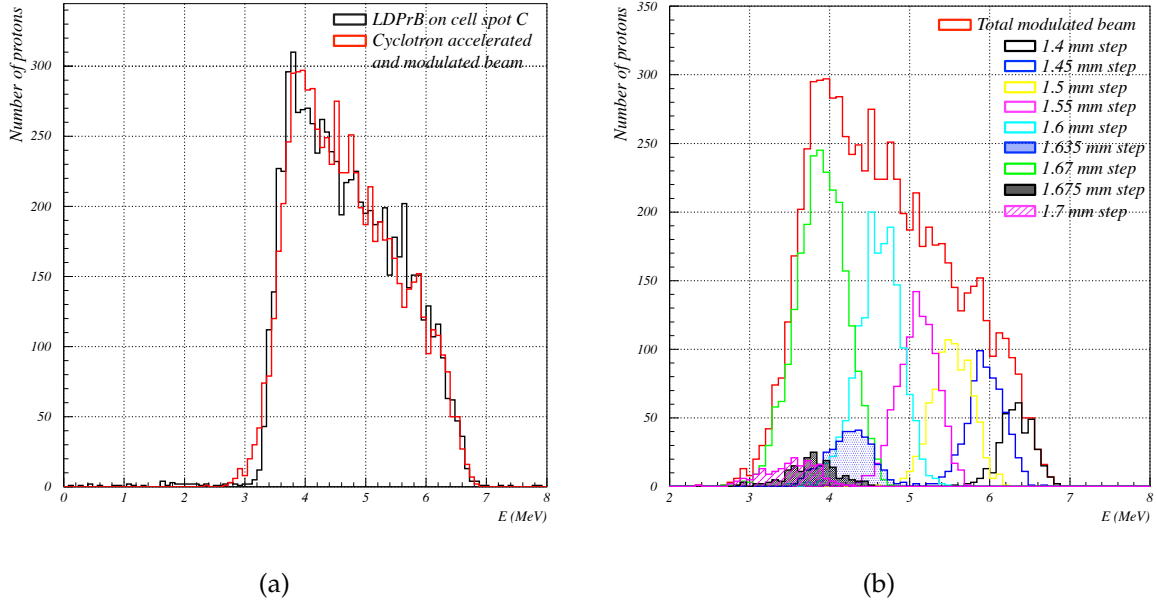 (a)
LDPrB on cell spot C
Cyclotron accelerated
and modulated beam
Number of protons
300
250
200
150
100
50
0
0 1 2 3 4 5 6 7 8
E (MeV)
(a)
(b)
Total modulated beam
1.4 mm step
1.45 mm step
1.5 mm step
1.55 mm step
1.6 mm step
1.635 mm step
1.67 mm step
1.675 mm step
1.7 mm step
Number of protons
350
300
250
200
150
100
50
0
2 3 4 5 6 7 8
E (MeV)
(b)